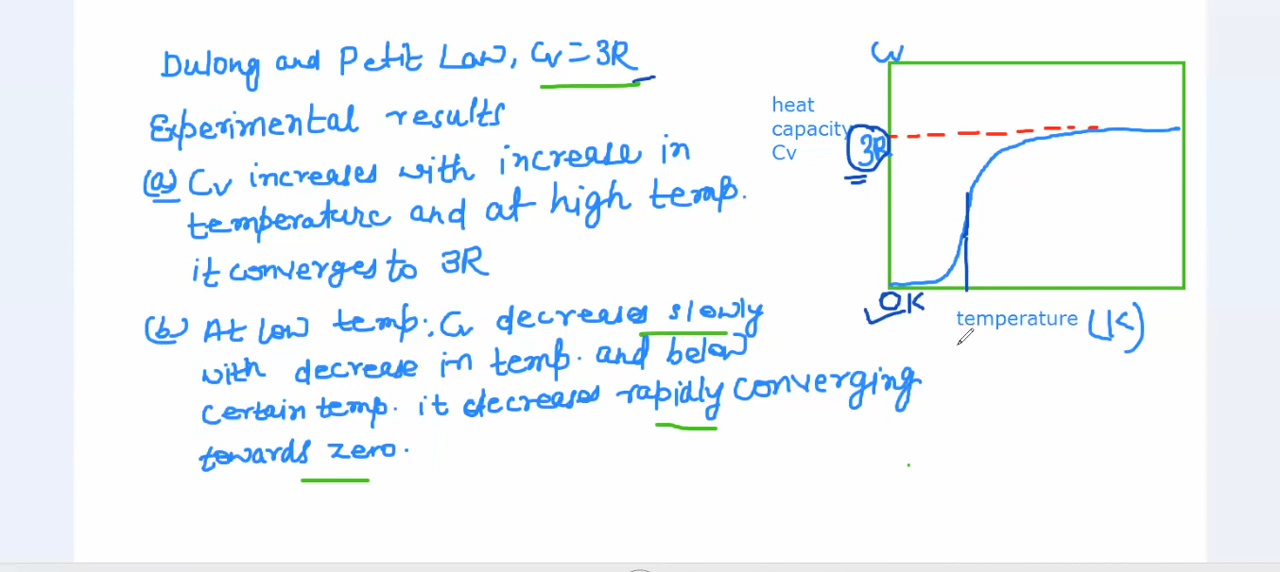 Dulong and Petit Law, Cv = 3R
Experimental results
(a) Cv increases with increase in
temperature and at high temp.
it converges to 3R
(b) At low temp. Cv decreases slowly
with decrease in temp. and below
certain temp. it decreases rapidly converging
towards zero.
Cv
heat
capacity
Cv
3R
0K
temperature (K)